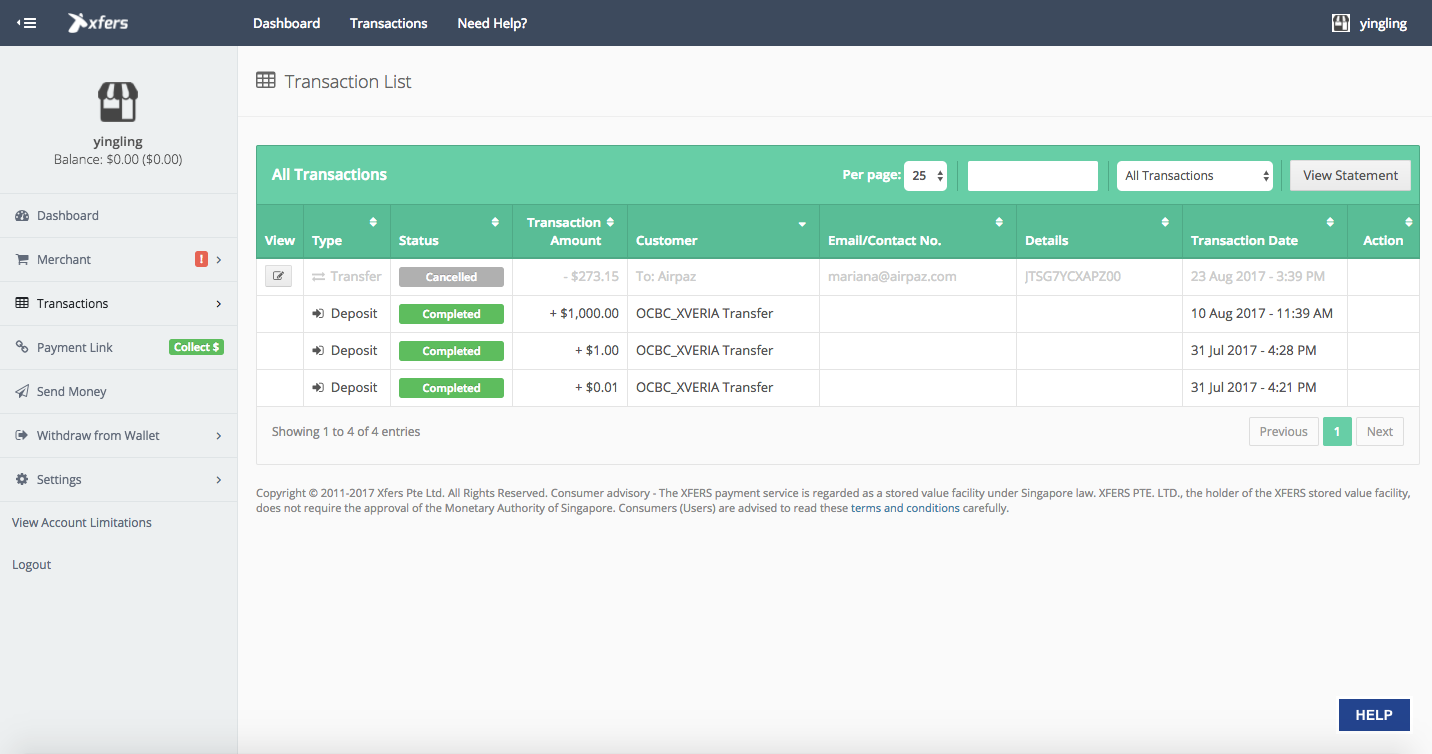 xfers
Dashboard Transactions Need Help?
yingling
yingling
Balance: $0.00 ($0.00)
Dashboard
Merchant !
Transactions
Payment Link Collect $
Send Money
Withdraw from Wallet
Settings
View Account Limitations
Logout
Transaction List
All Transactions Per page: 25 All Transactions View Statement
View Type Status Transaction Amount Customer Email/Contact No. Details Transaction Date Action
Transfer Cancelled - $273.15 To: Airpaz mariana@airpaz.com JTSG7YCXAPZ00 23 Aug 2017 - 3:39 PM
Deposit Completed + $1,000.00 OCBC_XVERIA Transfer 10 Aug 2017 - 11:39 AM
Deposit Completed + $1.00 OCBC_XVERIA Transfer 31 Jul 2017 - 4:28 PM
Deposit Completed + $0.01 OCBC_XVERIA Transfer 31 Jul 2017 - 4:21 PM
Showing 1 to 4 of 4 entries Previous 1 Next
Copyright © 2011-2017 Xfers Pte Ltd. All Rights Reserved. Consumer advisory - The XFERS payment service is regarded as a stored value facility under Singapore law. XFERS PTE. LTD., the holder of the XFERS stored value facility,
does not require the approval of the Monetary Authority of Singapore. Consumers (Users) are advised to read these terms and conditions carefully.
HELP